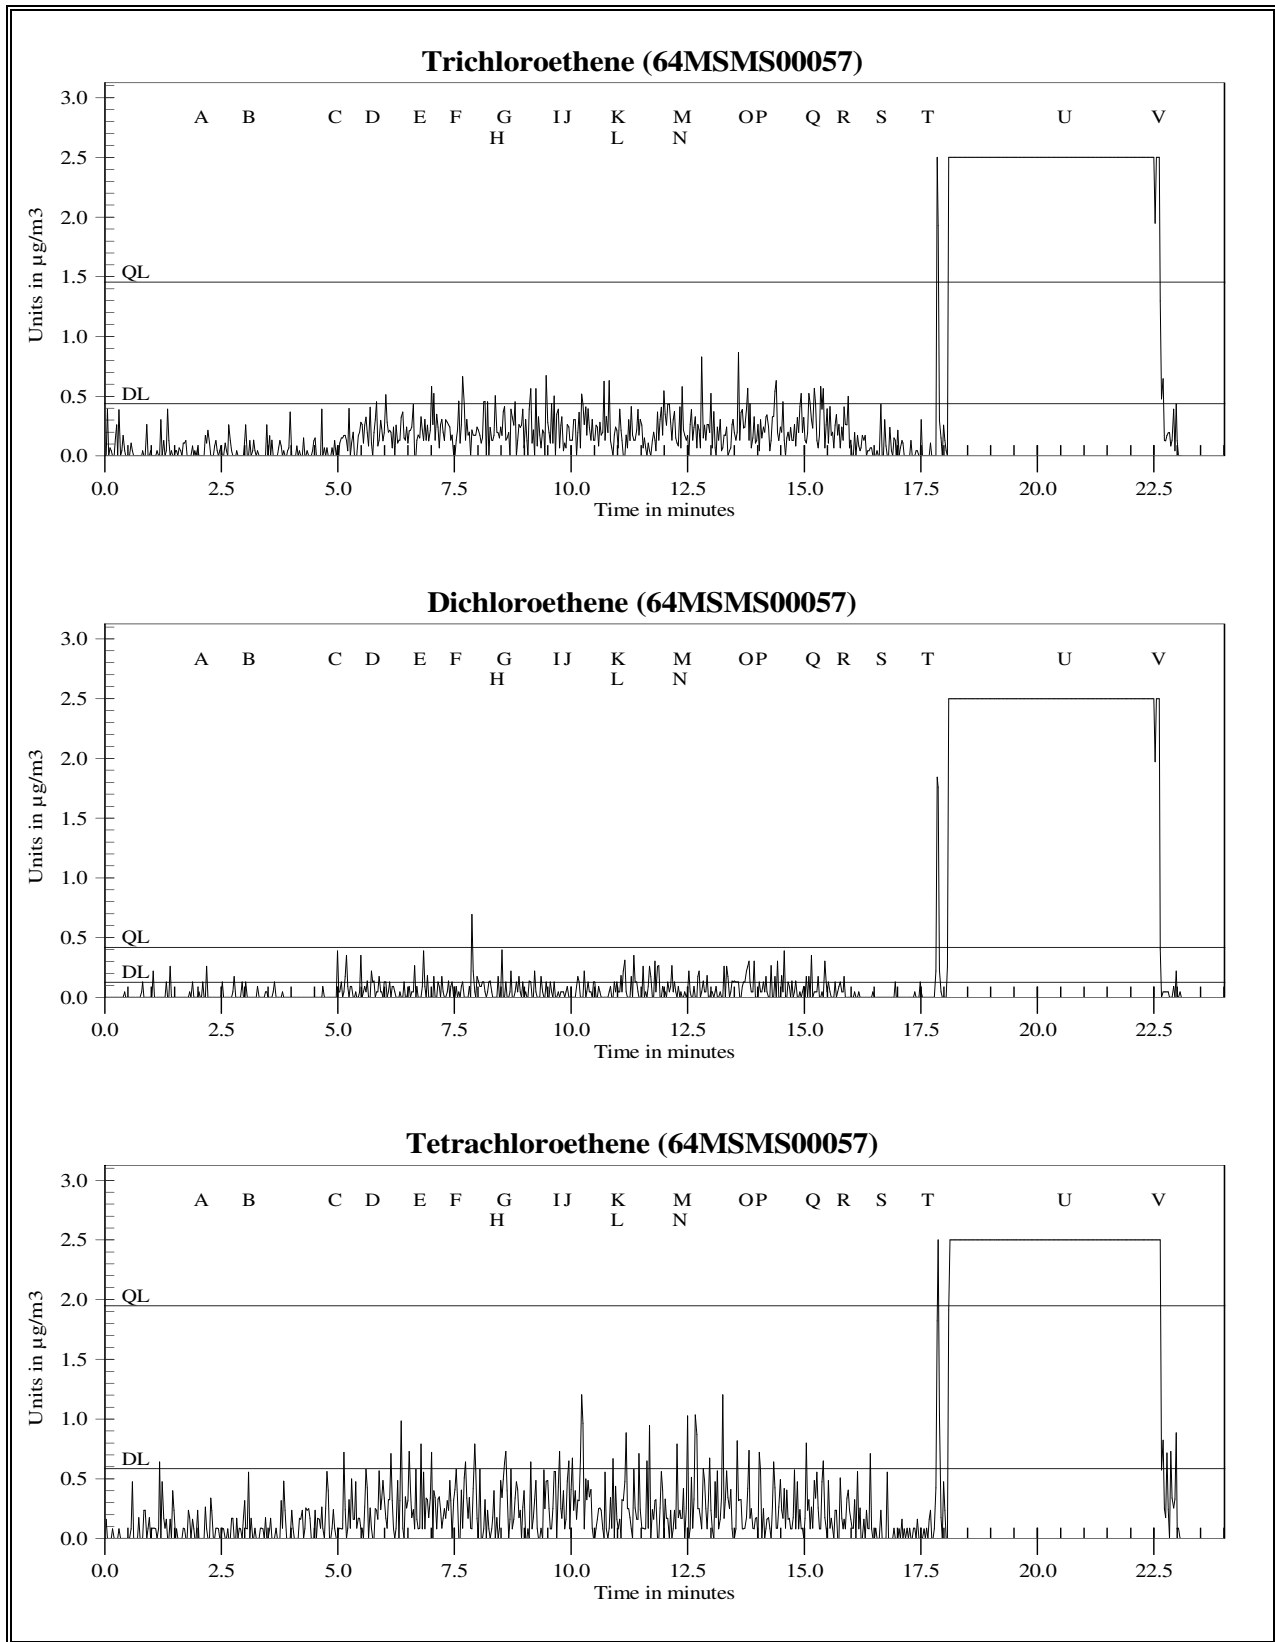 Trichloroethene (64MSMS00057)
3.0
A B C D E F G I J K M O P Q R S T U V
H L N
2.5
2.0
1.5
QL
1.0
0.5
DL
0.0
Units in µg/m3
0.0 2.5 5.0 7.5 10.0 12.5 15.0 17.5 20.0 22.5
Time in minutes
Dichloroethene (64MSMS00057)
3.0
A B C D E F G I J K M O P Q R S T U V
H L N
2.5
2.0
1.5
1.0
0.5
QL
DL
0.0
Units in µg/m3
0.0 2.5 5.0 7.5 10.0 12.5 15.0 17.5 20.0 22.5
Time in minutes
Tetrachloroethene (64MSMS00057)
3.0
A B C D E F G I J K M O P Q R S T U V
H L N
2.5
2.0
QL
1.5
1.0
DL
0.5
0.0
Units in µg/m3
0.0 2.5 5.0 7.5 10.0 12.5 15.0 17.5 20.0 22.5
Time in minutes